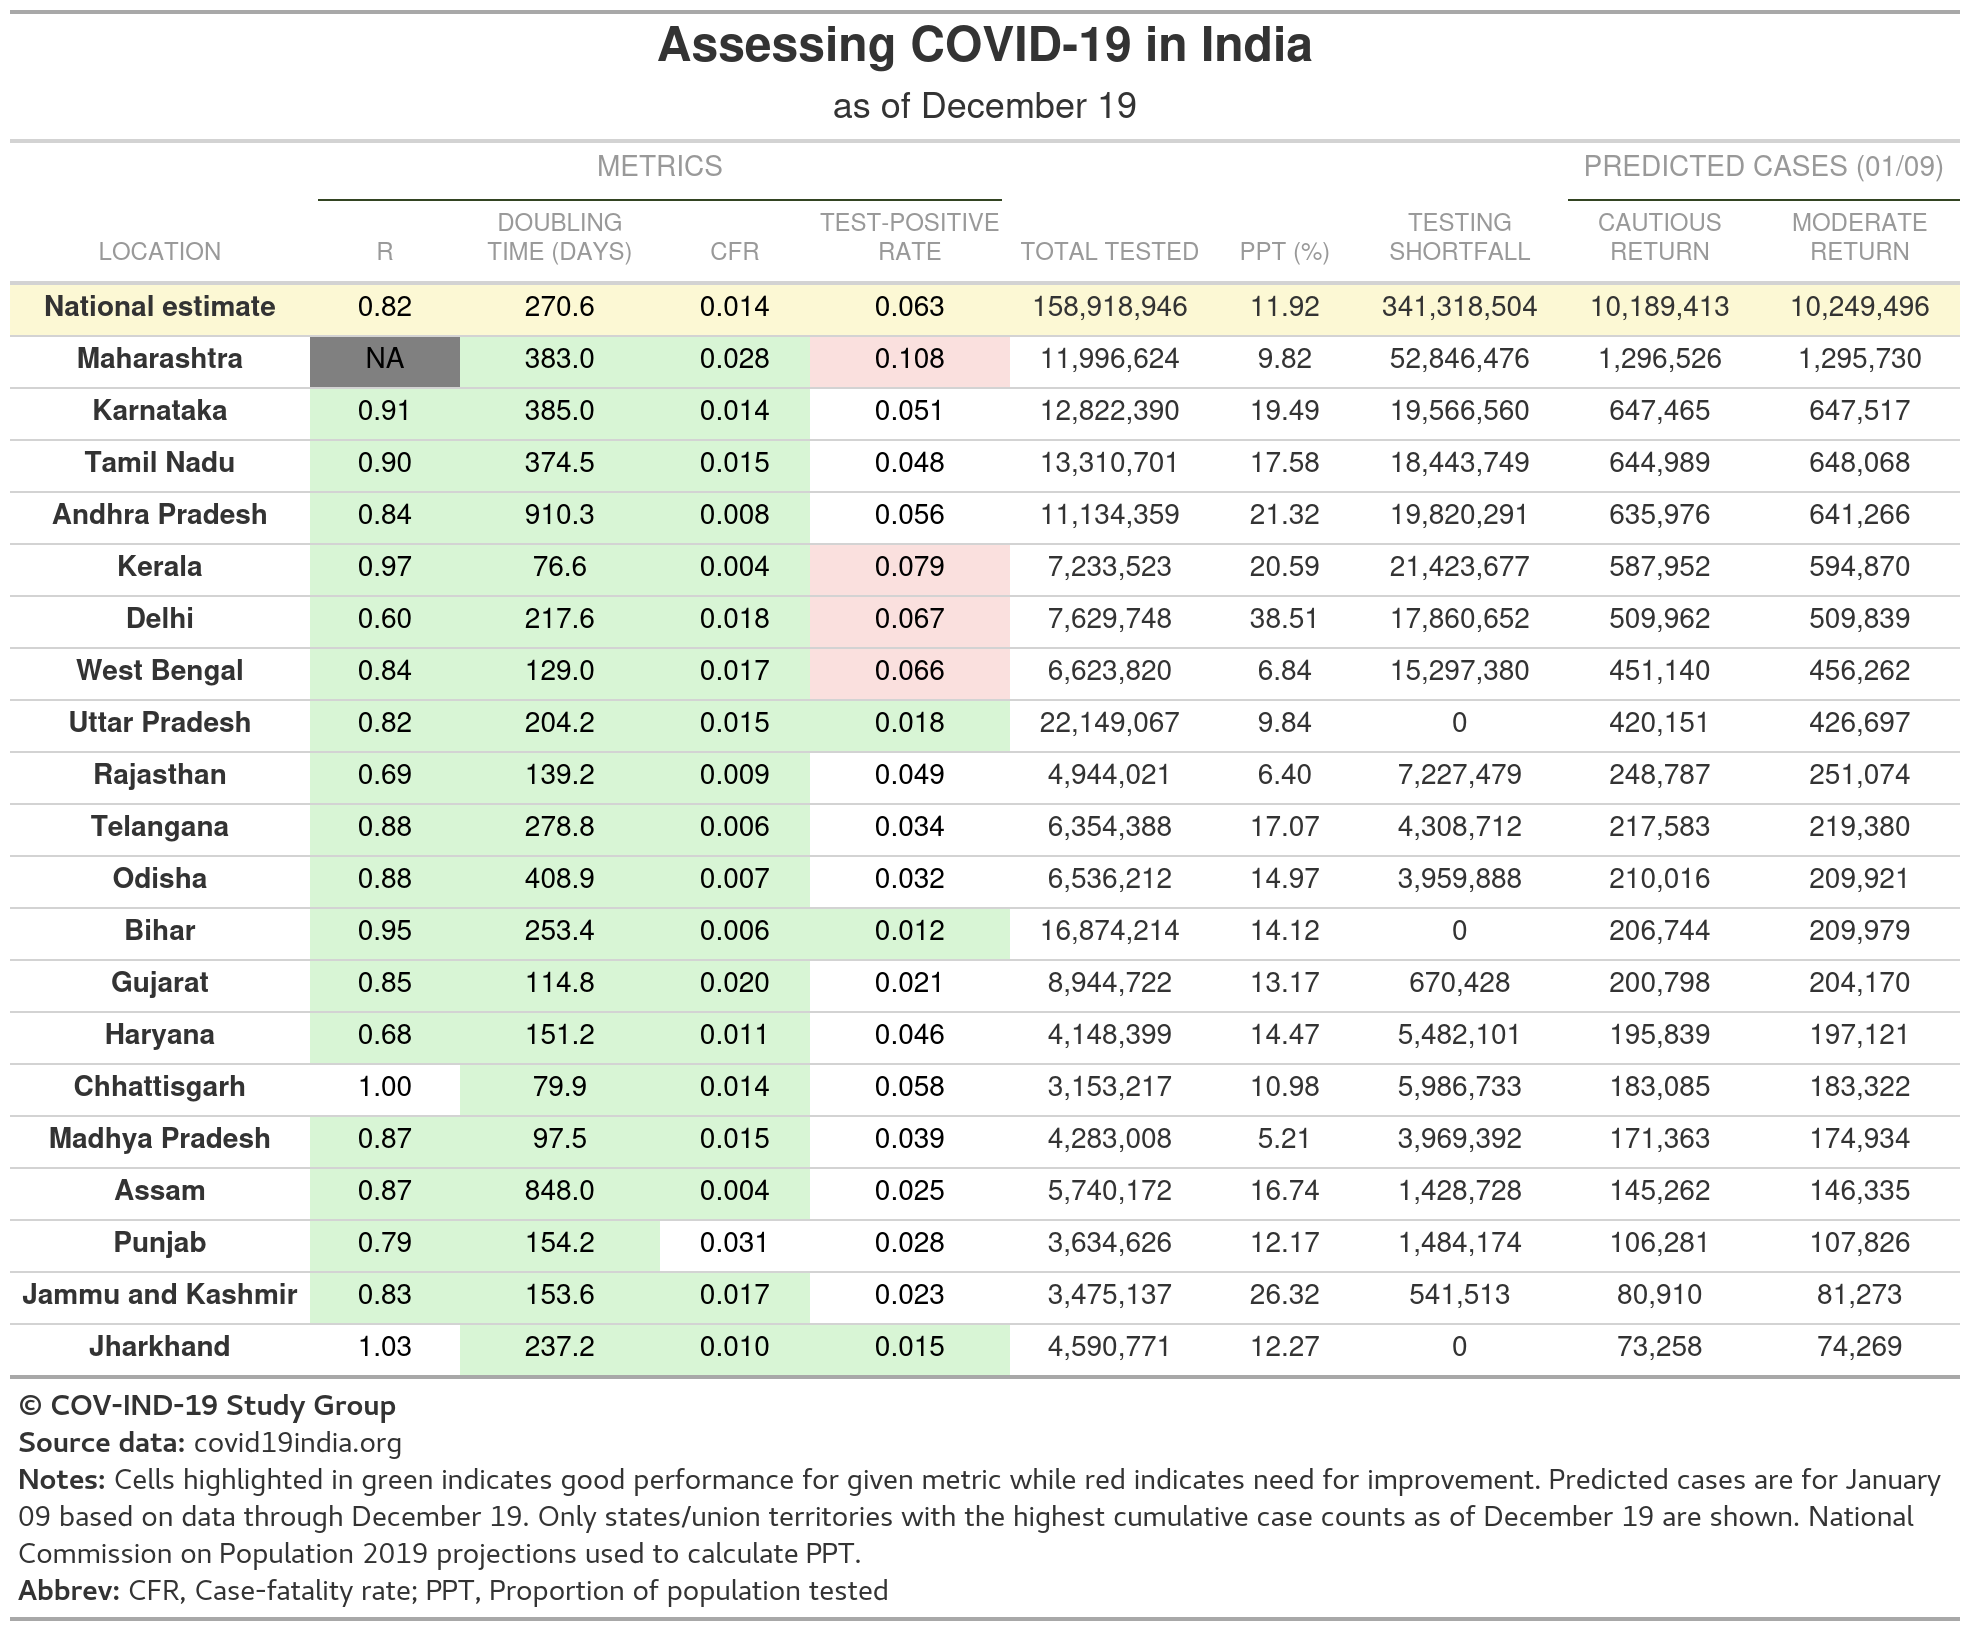 Assessing COVID-19 in India
as of December 19
METRICS PREDICTED CASES (01/09)
LOCATION R DOUBLING TIME (DAYS) CFR TEST-POSITIVE RATE TOTAL TESTED PPT (%) TESTING SHORTFALL CAUTIOUS RETURN MODERATE RETURN
National estimate 0.82 270.6 0.014 0.063 158,918,946 11.92 341,318,504 10,189,413 10,249,496
Maharashtra NA 383.0 0.028 0.108 11,996,624 9.82 52,846,476 1,296,526 1,295,730
Karnataka 0.91 385.0 0.014 0.051 12,822,390 19.49 19,566,560 647,465 647,517
Tamil Nadu 0.90 374.5 0.015 0.048 13,310,701 17.58 18,443,749 644,989 648,068
Andhra Pradesh 0.84 910.3 0.008 0.056 11,134,359 21.32 19,820,291 635,976 641,266
Kerala 0.97 76.6 0.004 0.079 7,233,523 20.59 21,423,677 587,952 594,870
Delhi 0.60 217.6 0.018 0.067 7,629,748 38.51 17,860,652 509,962 509,839
West Bengal 0.84 129.0 0.017 0.066 6,623,820 6.84 15,297,380 451,140 456,262
Uttar Pradesh 0.82 204.2 0.015 0.018 22,149,067 9.84 0 420,151 426,697
Rajasthan 0.69 139.2 0.009 0.049 4,944,021 6.40 7,227,479 248,787 251,074
Telangana 0.88 278.8 0.006 0.034 6,354,388 17.07 4,308,712 217,583 219,380
Odisha 0.88 408.9 0.007 0.032 6,536,212 14.97 3,959,888 210,016 209,921
Bihar 0.95 253.4 0.006 0.012 16,874,214 14.12 0 206,744 209,979
Gujarat 0.85 114.8 0.020 0.021 8,944,722 13.17 670,428 200,798 204,170
Haryana 0.68 151.2 0.011 0.046 4,148,399 14.47 5,482,101 195,839 197,121
Chhattisgarh 1.00 79.9 0.014 0.058 3,153,217 10.98 5,986,733 183,085 183,322
Madhya Pradesh 0.87 97.5 0.015 0.039 4,283,008 5.21 3,969,392 171,363 174,934
Assam 0.87 848.0 0.004 0.025 5,740,172 16.74 1,428,728 145,262 146,335
Punjab 0.79 154.2 0.031 0.028 3,634,626 12.17 1,484,174 106,281 107,826
Jammu and Kashmir 0.83 153.6 0.017 0.023 3,475,137 26.32 541,513 80,910 81,273
Jharkhand 1.03 237.2 0.010 0.015 4,590,771 12.27 0 73,258 74,269
© COV-IND-19 Study Group
Source data: covid19india.org
Notes: Cells highlighted in green indicates good performance for given metric while red indicates need for improvement. Predicted cases are for January
09 based on data through December 19. Only states/union territories with the highest cumulative case counts as of December 19 are shown. National
Commission on Population 2019 projections used to calculate PPT.
Abbrev: CFR, Case-fatality rate; PPT, Proportion of population tested